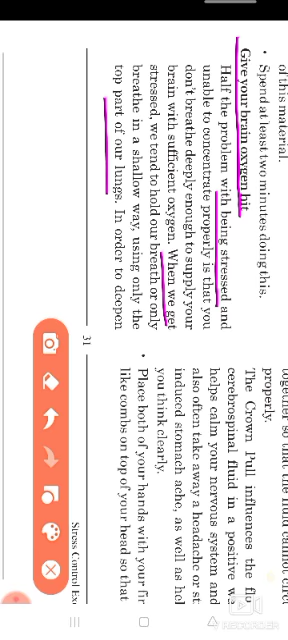 of this material.
• Spend at least two minutes doing this.
Give your brain oxygen hit
Half the problem with being stressed and
unable to concentrate properly is that you
don't breathe deeply enough to supply your
brain with sufficient oxygen. When we get
stressed, we tend to hold our breath or only
breathe in a shallow way, using only the
top part of our lungs. In order to deepen
31
together so that the fluid cannot circ
properly.
The Crown Pull influences the flo
cerebrospinal fluid in a positive wa
helps calm your nervous system and
also often take away a headache or st
induced stomach ache, as well as hel
you think clearly.
• Place both of your hands with your fin
like combs on top of your head so that
Stress Control Ex
RECORDER